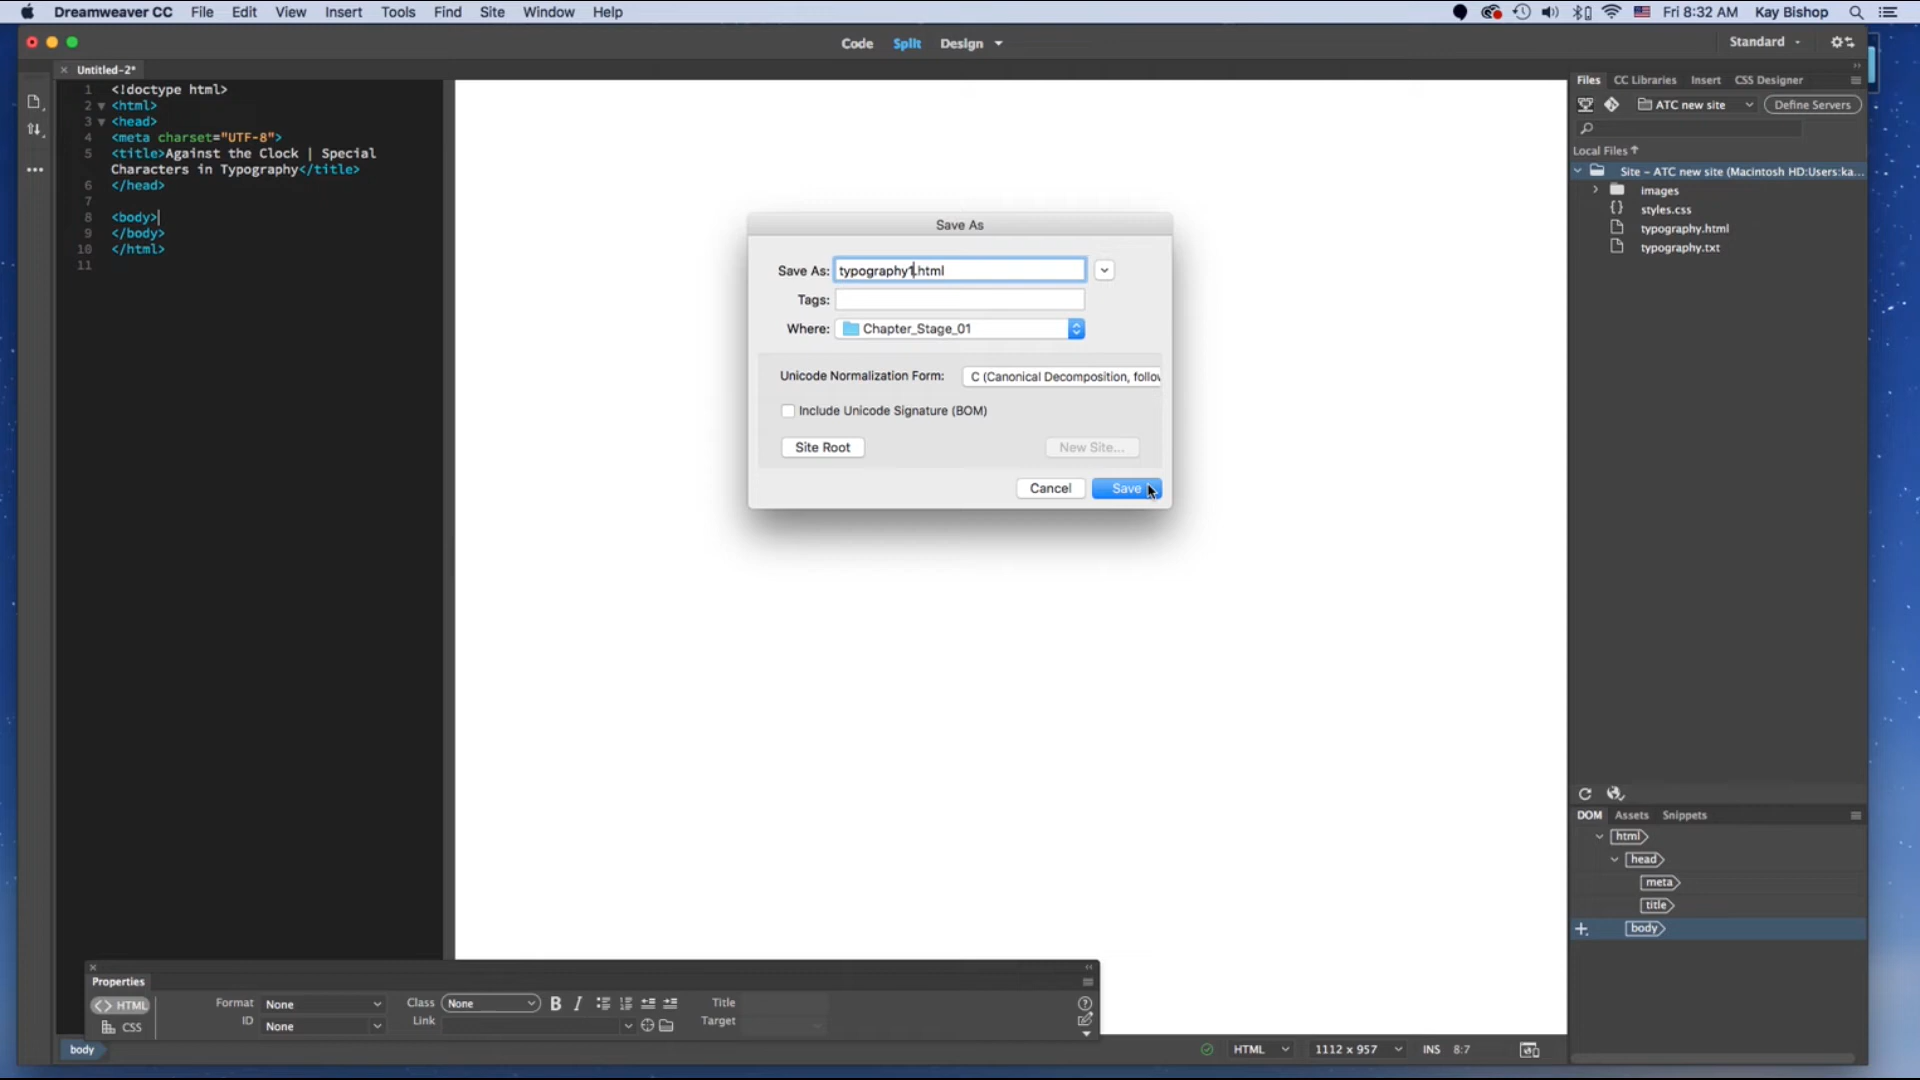 Dreamweaver CC File Edit View Insert Commands Tools Find Site Window Help
Fri 8:32 AM Kay Bishop
Code Split Design
Standard
Untitled-2*
1 <!doctype html>
2 <html>
3 <head>
4 <meta charset="UTF-8">
5 <title>Against the Clock | Special
Characters in Typography</title>
6 </head>
7
8 <body>
9 </body>
10 </html>
11
Save As
Save As: typography1.html
Tags:
Where: Chapter_Stage_01
Unicode Normalization Form: C (Canonical Decomposition, follow
Include Unicode Signature (BOM)
Site Root New Site...
Cancel Save
Files CC Libraries Insert CSS Designer
ATC new site Define Servers
Local Files
Site – ATC new site (Macintosh HD:Users:ka...
images
styles.css
typography.html
typography.txt
DOM Assets Snippets
html
head
meta
title
body
Properties
<> HTML Format None Class None B I Title
CSS ID None Link Target
body
HTML 1112 x 957 INS 8:7